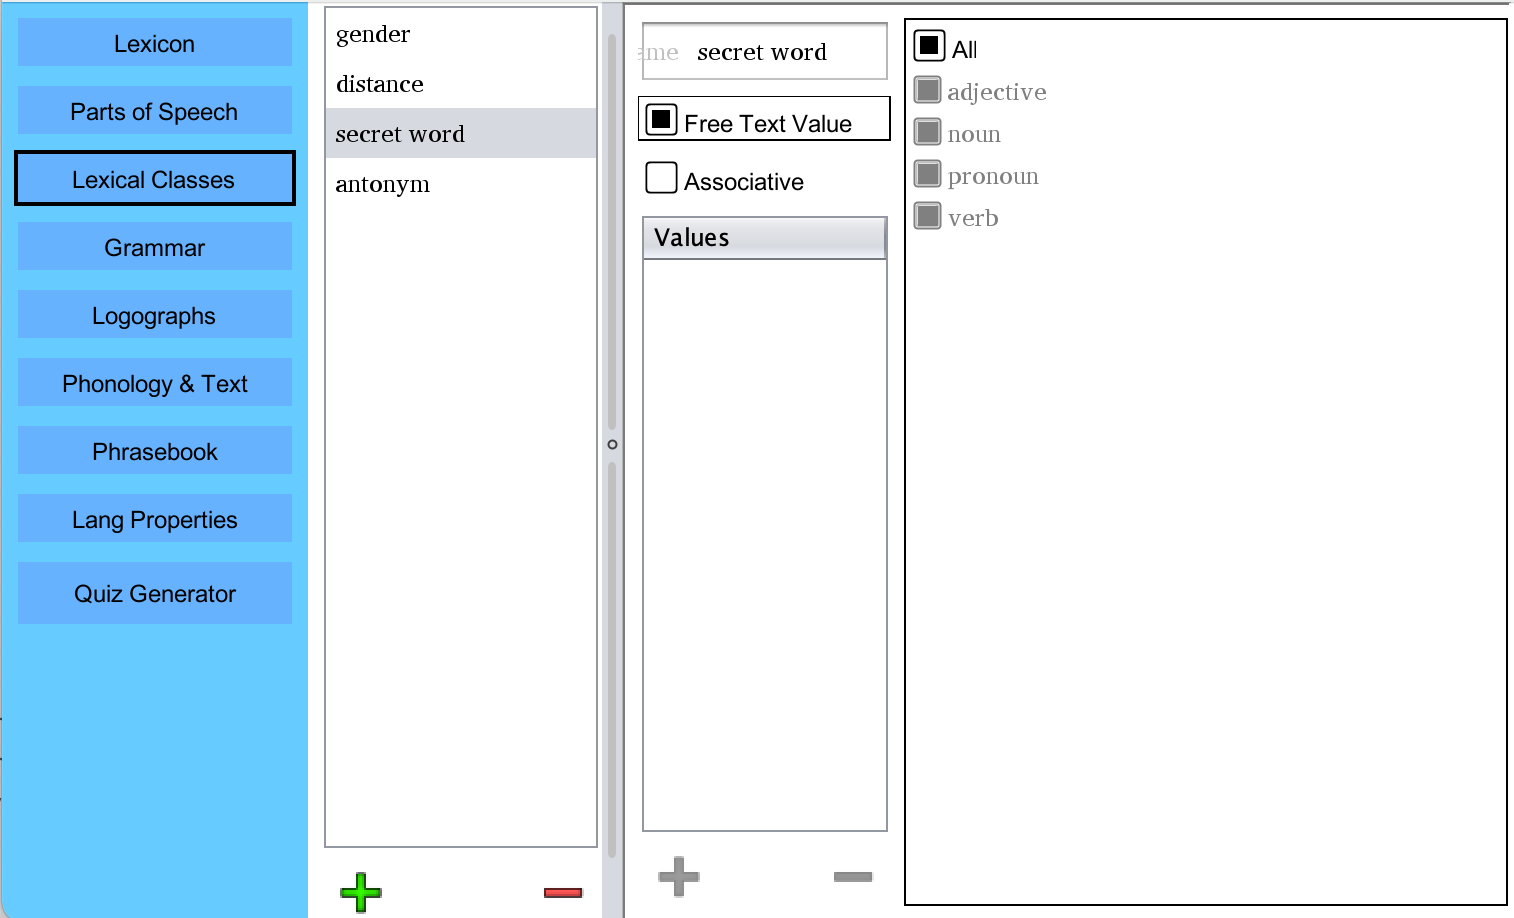 Lexicon
Parts of Speech
Lexical Classes
Grammar
Logographs
Phonology & Text
Phrasebook
Lang Properties
Quiz Generator
gender
distance
secret word
antonym
secret word
Free Text Value
Associative
Values
All
adjective
noun
pronoun
verb